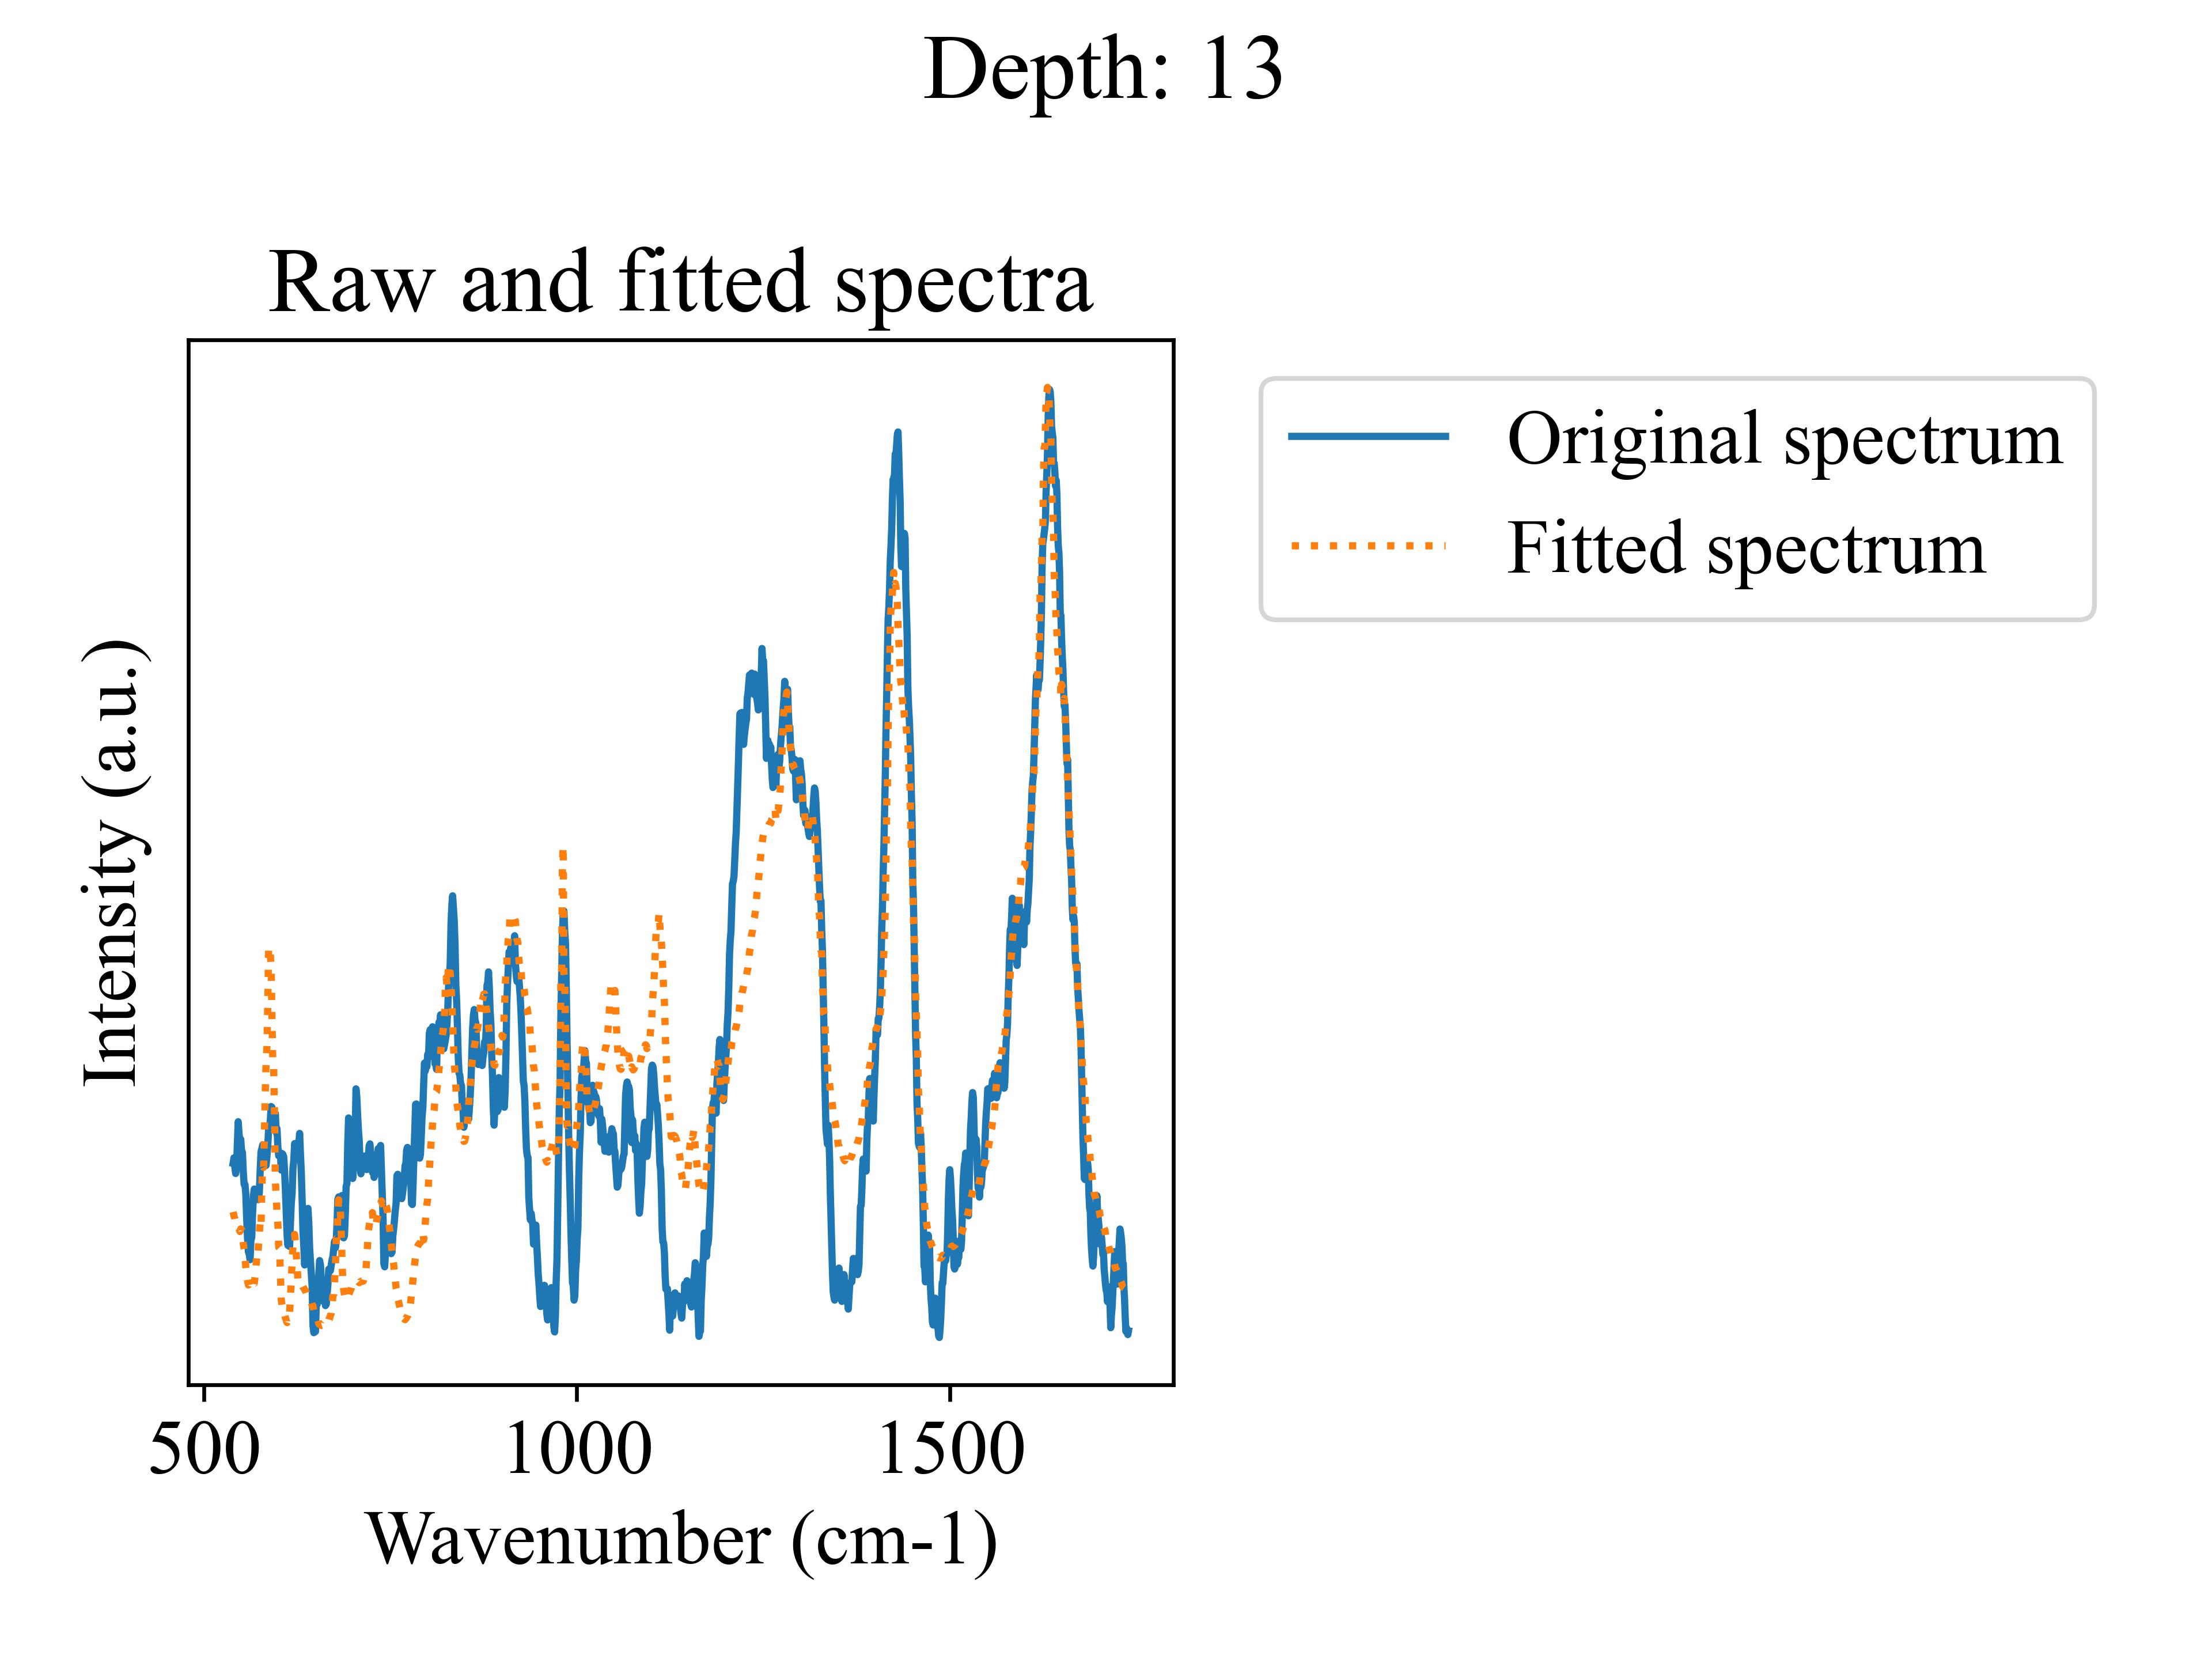 Depth: 13
Raw and fitted spectra
Original spectrum
Fitted spectrum
Intensity (a.u.)
500 1000 1500
Wavenumber (cm-1)